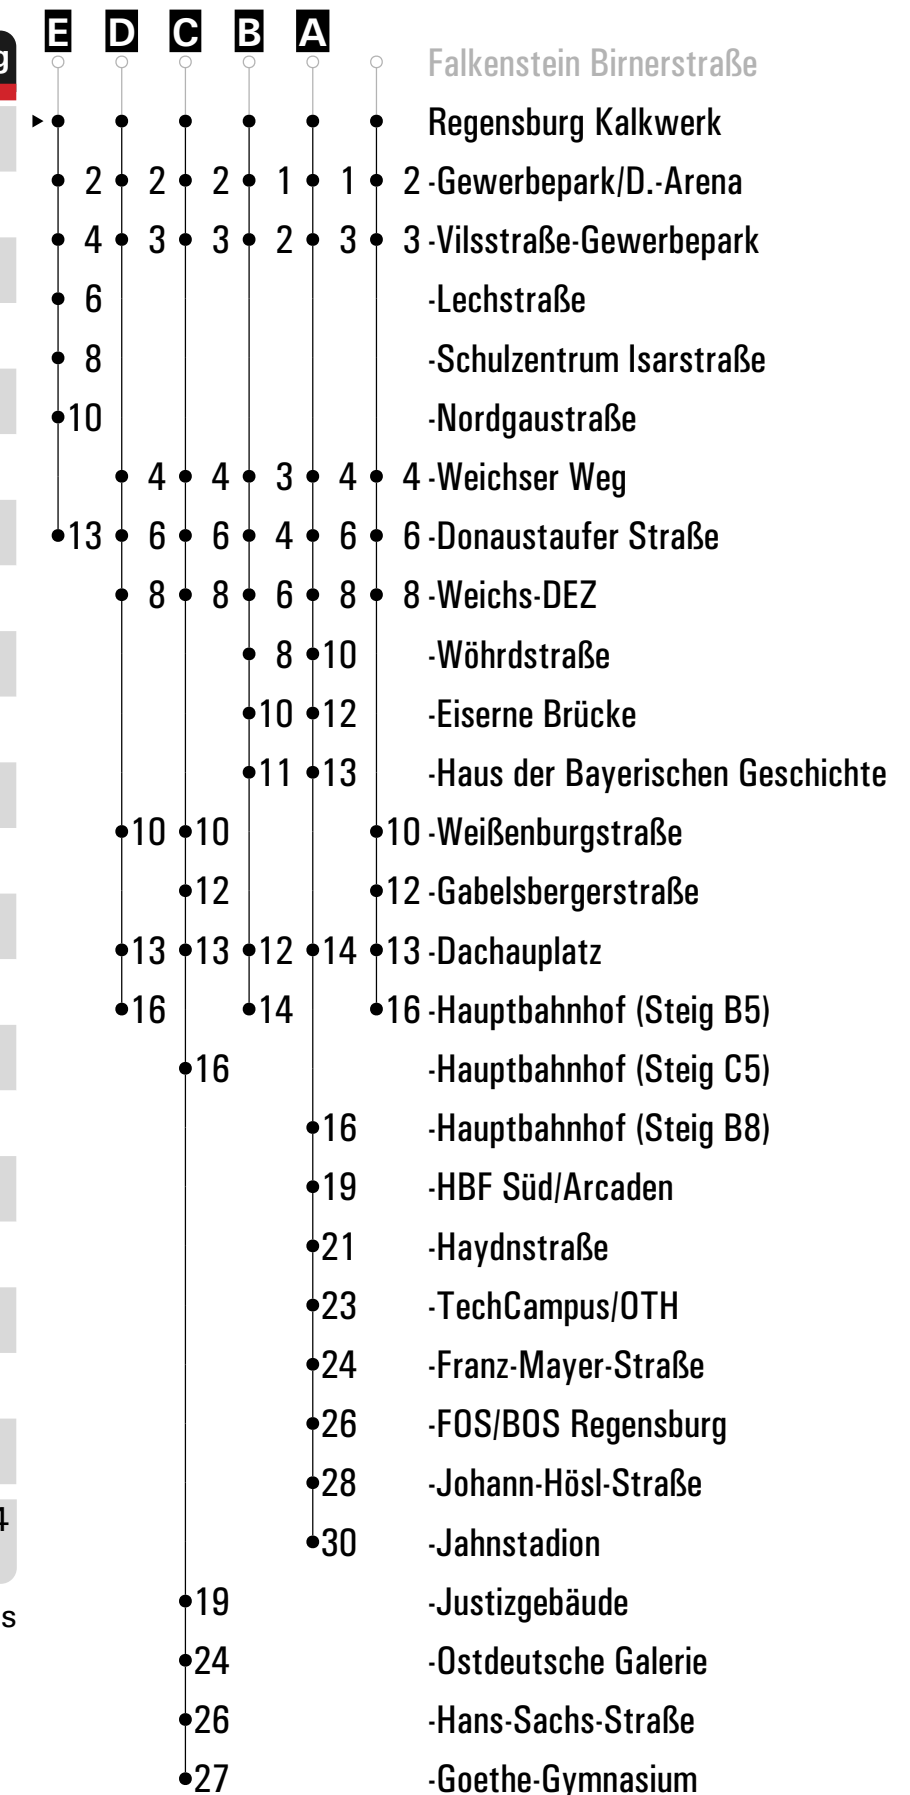 E D C B A
g
Falkenstein Birnerstraße
Regensburg Kalkwerk
2 2 2 1 1 2 -Gewerbepark/D.-Arena
4 3 3 2 3 3 -Vilsstraße-Gewerbepark
6 -Lechstraße
8 -Schulzentrum Isarstraße
10 -Nordgaustraße
4 4 3 4 4 -Weichser Weg
13 6 6 4 6 6 -Donaustaufer Straße
8 8 6 8 8 -Weichs-DEZ
8 10 -Wöhrdstraße
10 12 -Eiserne Brücke
11 13 -Haus der Bayerischen Geschichte
10 10 10 -Weißenburgstraße
12 12 -Gabelsbergerstraße
13 13 12 14 13 -Dachauplatz
16 14 16 -Hauptbahnhof (Steig B5)
16 -Hauptbahnhof (Steig C5)
16 -Hauptbahnhof (Steig B8)
19 -HBF Süd/Arcaden
21 -Haydnstraße
23 -TechCampus/OTH
24 -Franz-Mayer-Straße
26 -FOS/BOS Regensburg
28 -Johann-Hösl-Straße
4
30 -Jahnstadion
19 -Justizgebäude
s
24 -Ostdeutsche Galerie
26 -Hans-Sachs-Straße
27 -Goethe-Gymnasium